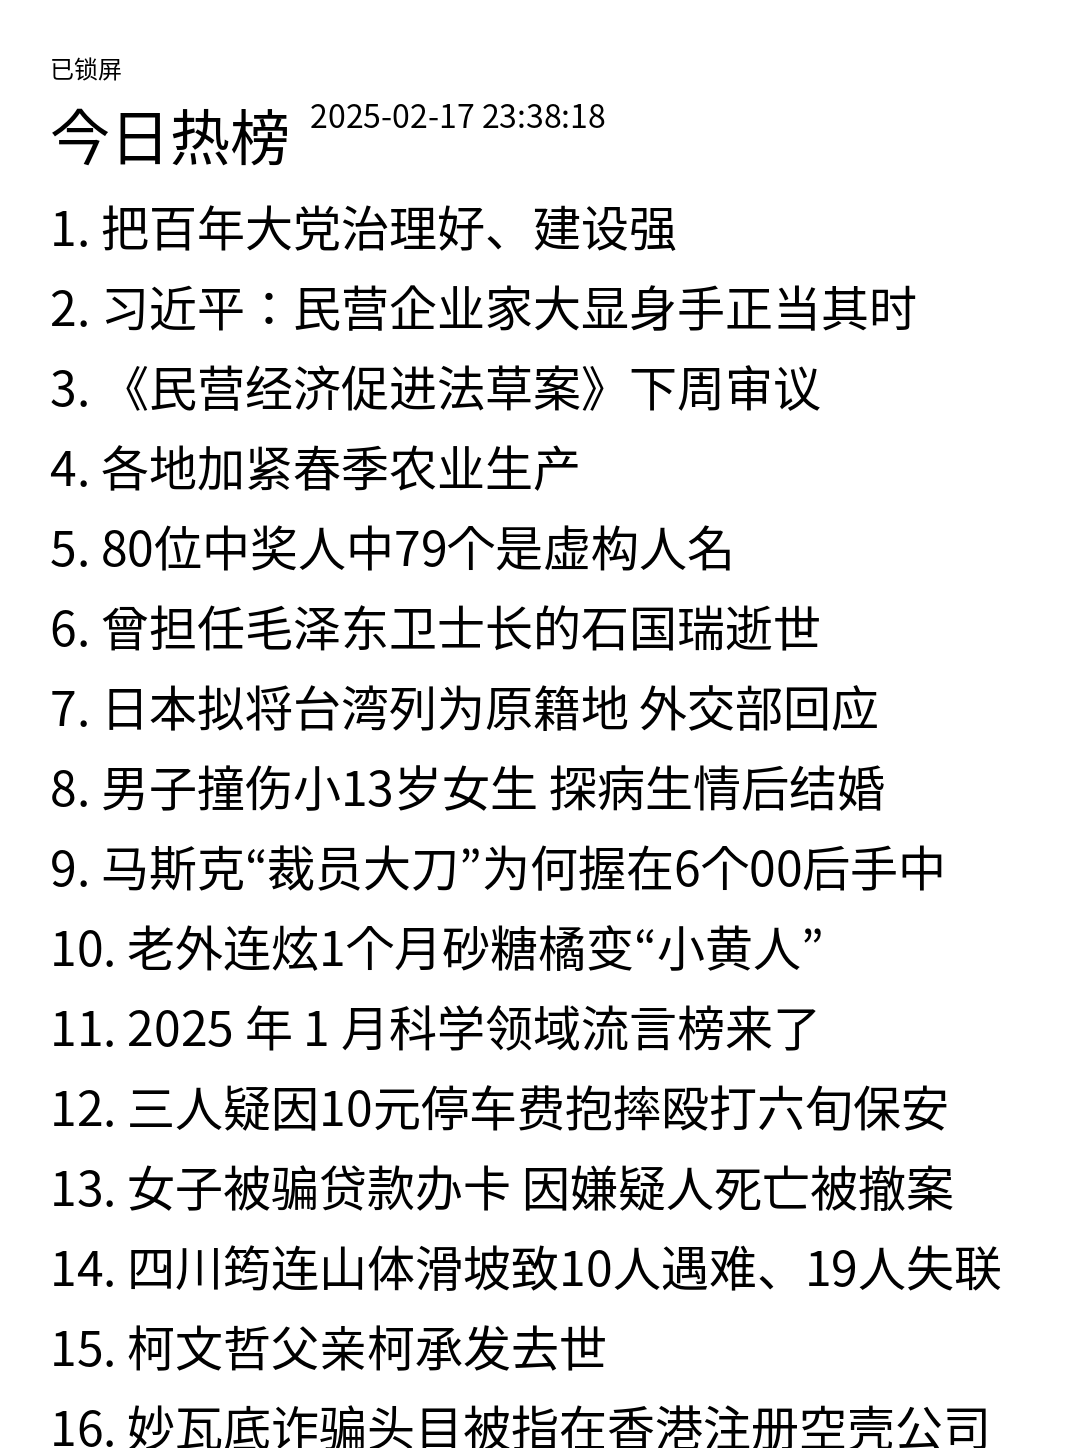 已锁屏
今日热榜 2025-02-17 23:38:18
1. 把百年大党治理好、建设强
2. 习近平：民营企业家大显身手正当其时
3. 《民营经济促进法草案》下周审议
4. 各地加紧春季农业生产
5. 80位中奖人中79个是虚构人名
6. 曾担任毛泽东卫士长的石国瑞逝世
7. 日本拟将台湾列为原籍地 外交部回应
8. 男子撞伤小13岁女生 探病生情后结婚
9. 马斯克“裁员大刀”为何握在6个00后手中
10. 老外连炫1个月砂糖橘变“小黄人”
11. 2025 年 1 月科学领域流言榜来了
12. 三人疑因10元停车费抱摔殴打六旬保安
13. 女子被骗贷款办卡 因嫌疑人死亡被撤案
14. 四川筠连山体滑坡致10人遇难、19人失联
15. 柯文哲父亲柯承发去世
16. 妙瓦底诈骗头目被指在香港注册空壳公司